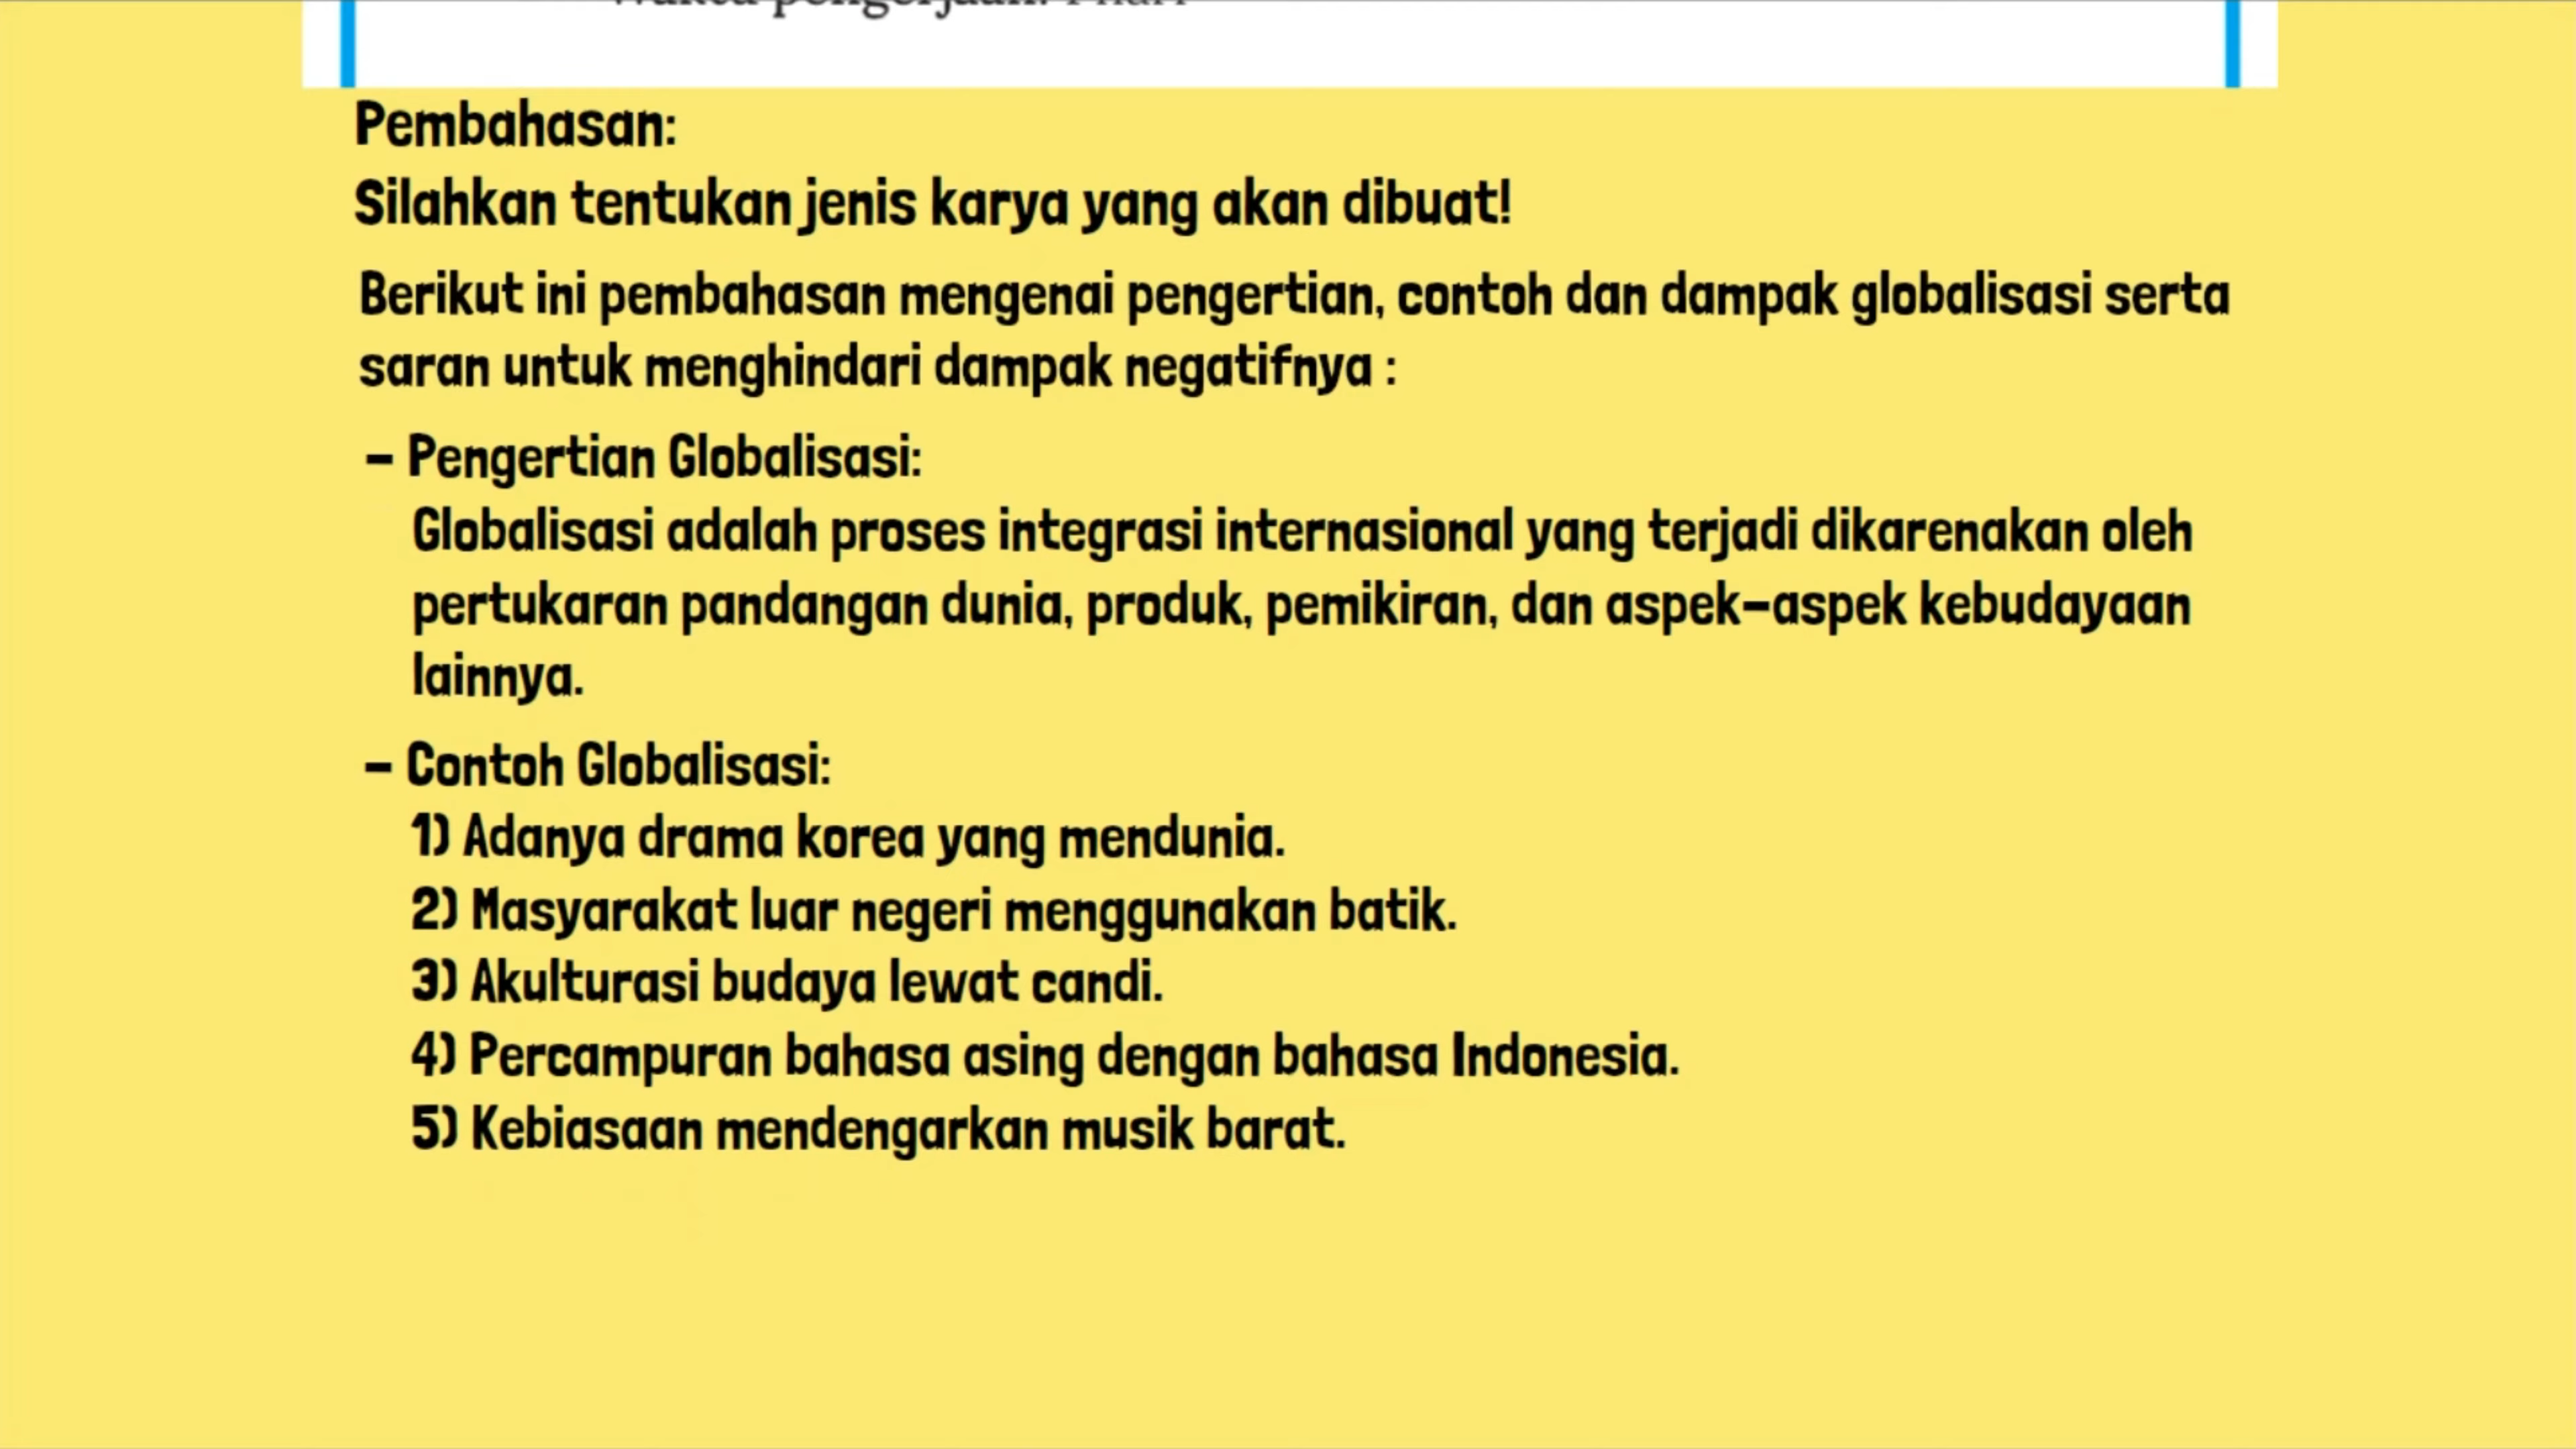 pengerjaan:
Pembahasan:
Silahkan tentukan jenis karya yang akan dibuat!
Berikut ini pembahasan mengenai pengertian, contoh dan dampak globalisasi serta
saran untuk menghindari dampak negatifnya :
– Pengertian Globalisasi:
Globalisasi adalah proses integrasi internasional yang terjadi dikarenakan oleh
pertukaran pandangan dunia, produk, pemikiran, dan aspek–aspek kebudayaan
lainnya.
– Contoh Globalisasi:
1) Adanya drama korea yang mendunia.
2) Masyarakat luar negeri menggunakan batik.
3) Akulturasi budaya lewat candi.
4) Percampuran bahasa asing dengan bahasa Indonesia.
5) Kebiasaan mendengarkan musik barat.